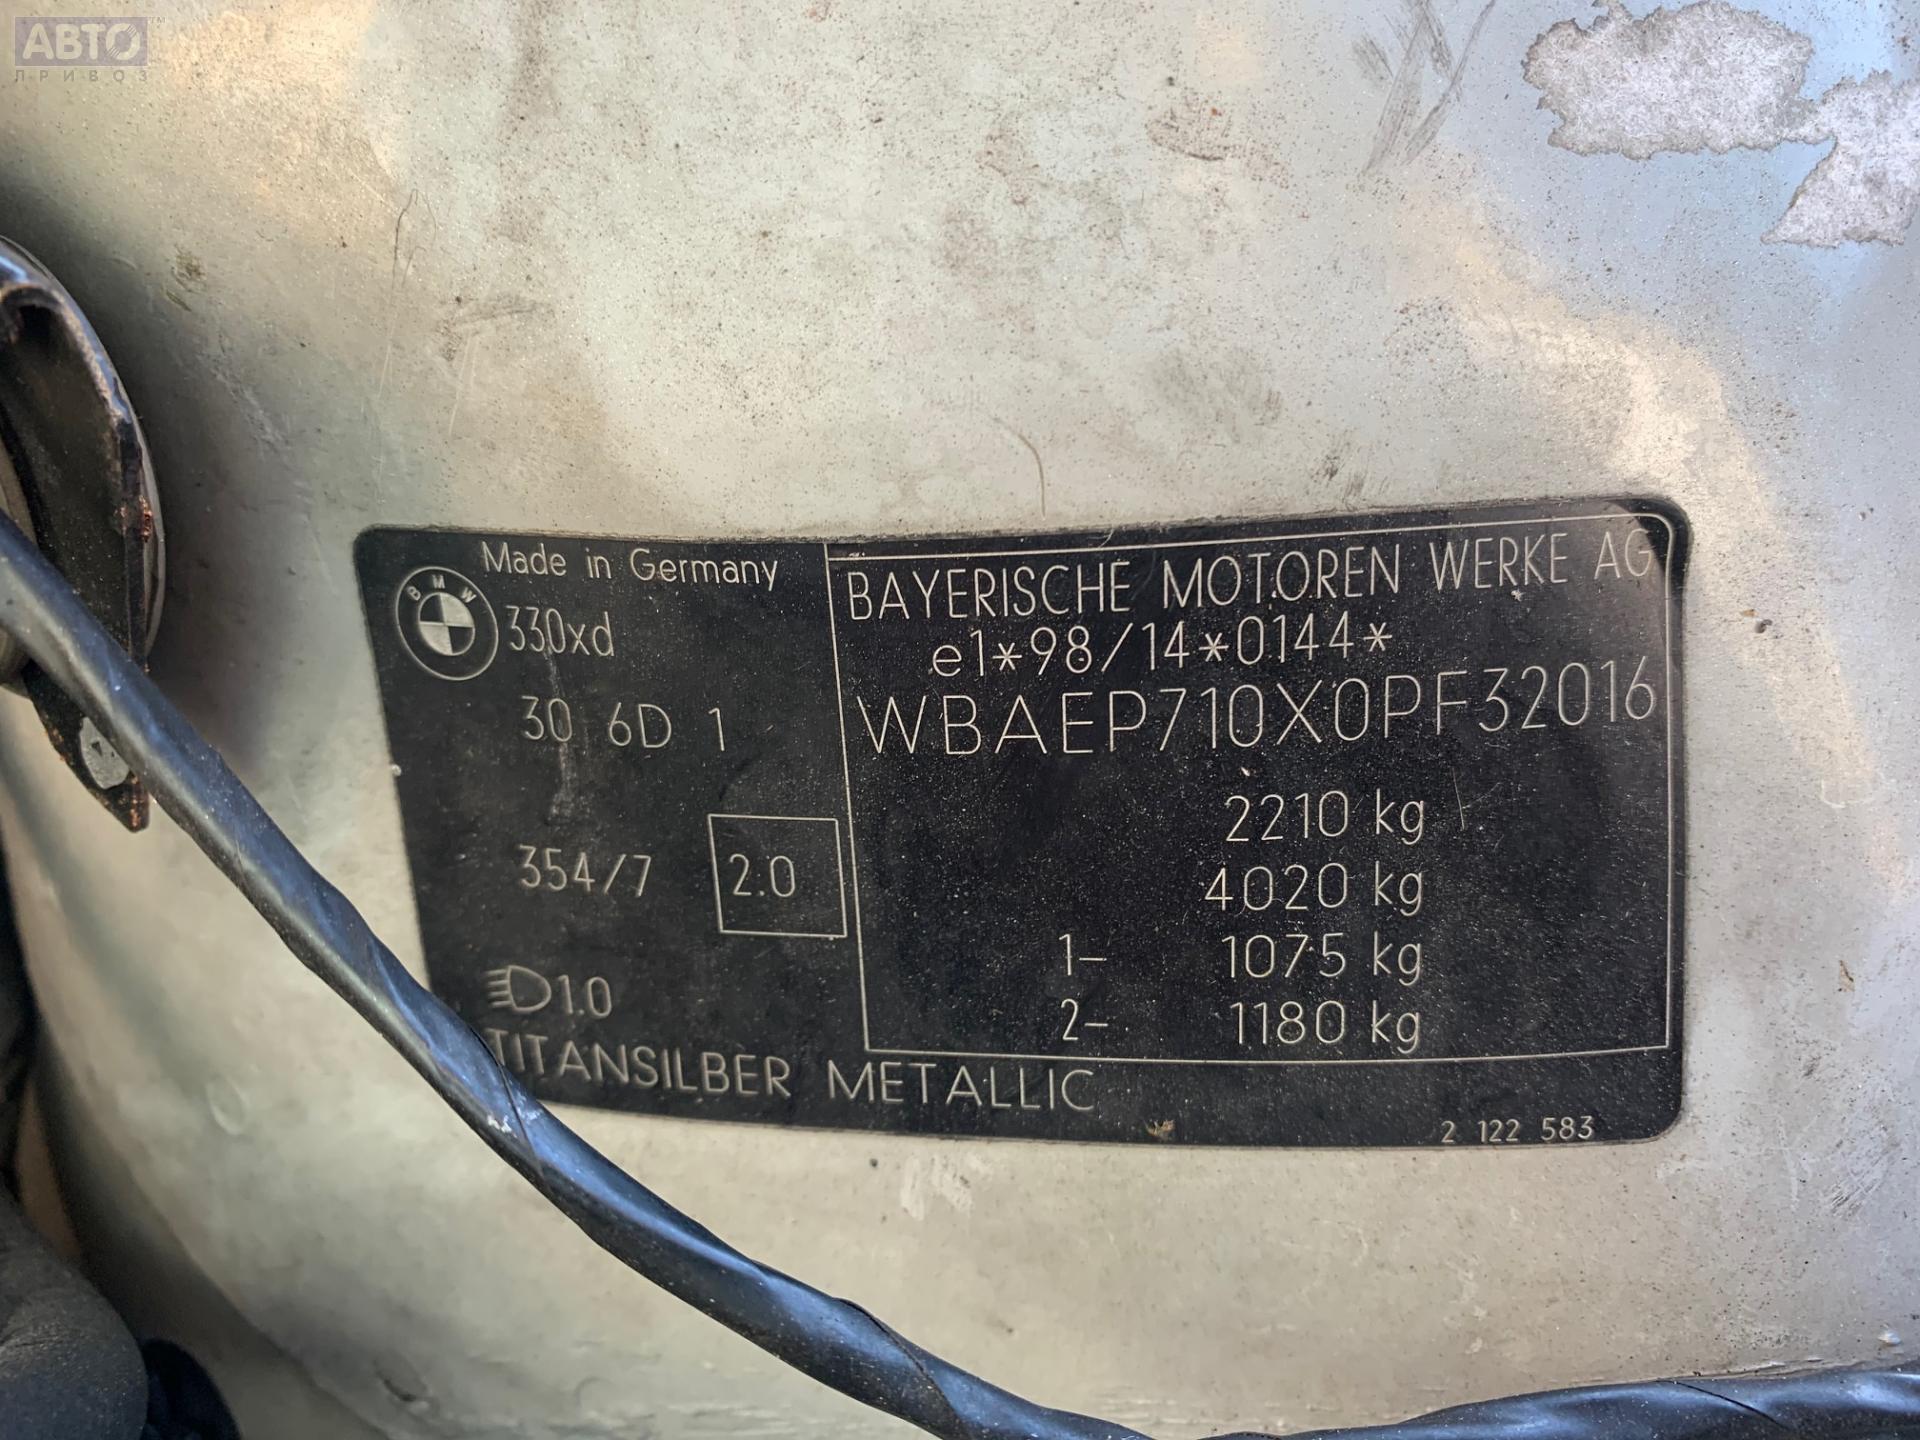 АВТО™
ПРИВОЗ
Made in Germany
BMW
330xd
30 6D 1
354/7 2.0
1.0
TITANSILBER METALLIC
BAYERISCHE MOTOREN WERKE AG
e1*98/14*0144*
WBAEP710X0PF32016
2210 kg
4020 kg
1- 1075 kg
2- 1180 kg
2 122 583